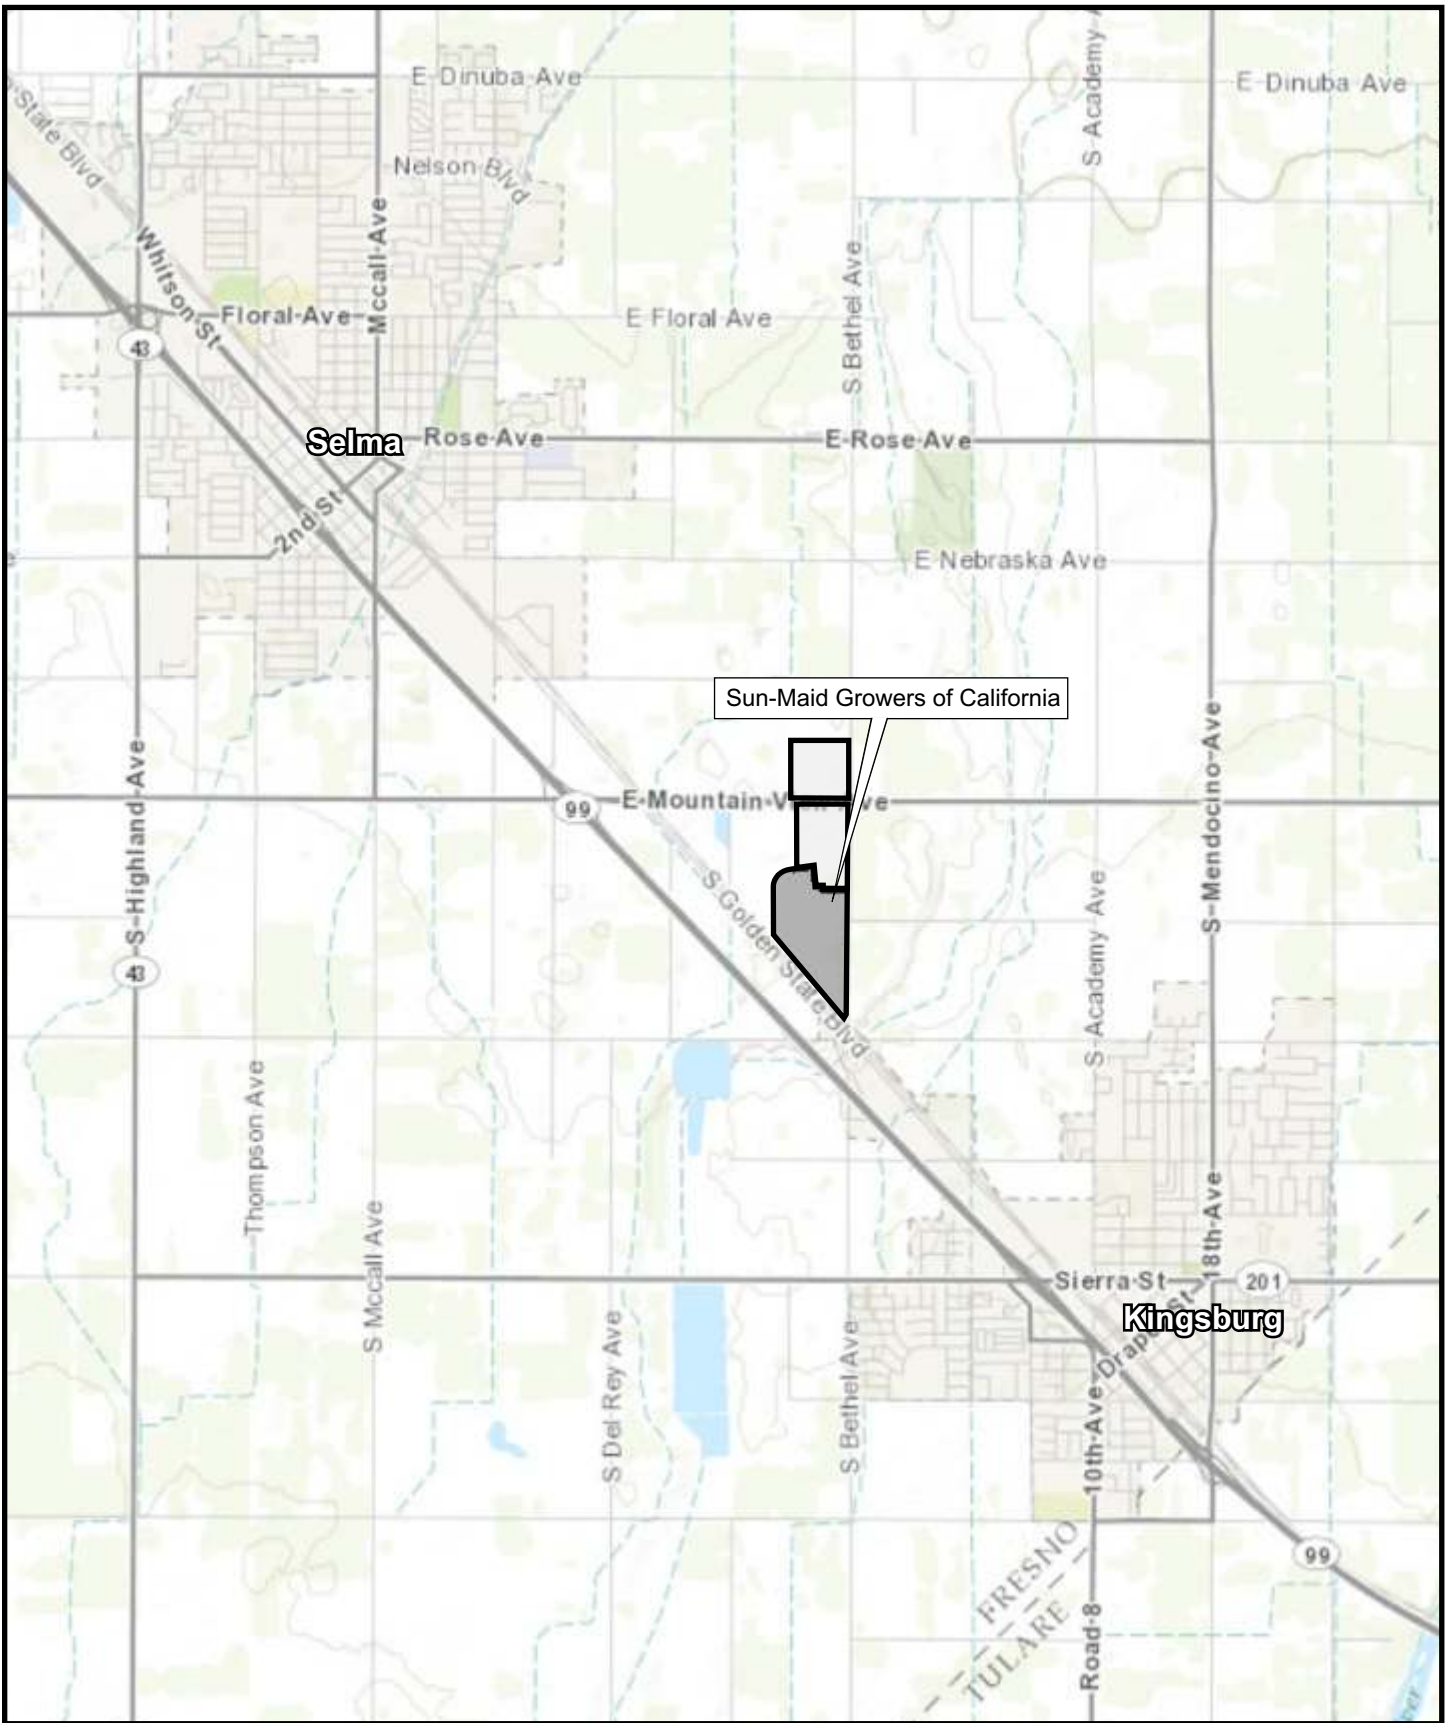 E Dinuba Ave
S Academy
E Dinuba Ave
State Blvd
Nelson Blvd
Whitson St
Mccall Ave
Floral Ave
E Floral Ave
S Bethel Ave
43
Selma
Rose Ave
E Rose Ave
2nd St
E Nebraska Ave
Sun-Maid Growers of California
S Highland Ave
S Mendocino Ave
99
E Mountain View Ave
S Golden State Blvd
S Academy Ave
43
Thompson Ave
S Mccall Ave
18th Ave
Sierra St
201
Kingsburg
Draper St
S Del Rey Ave
S Bethel Ave
10th Ave
99
FRESNO
TULARE
Road 8